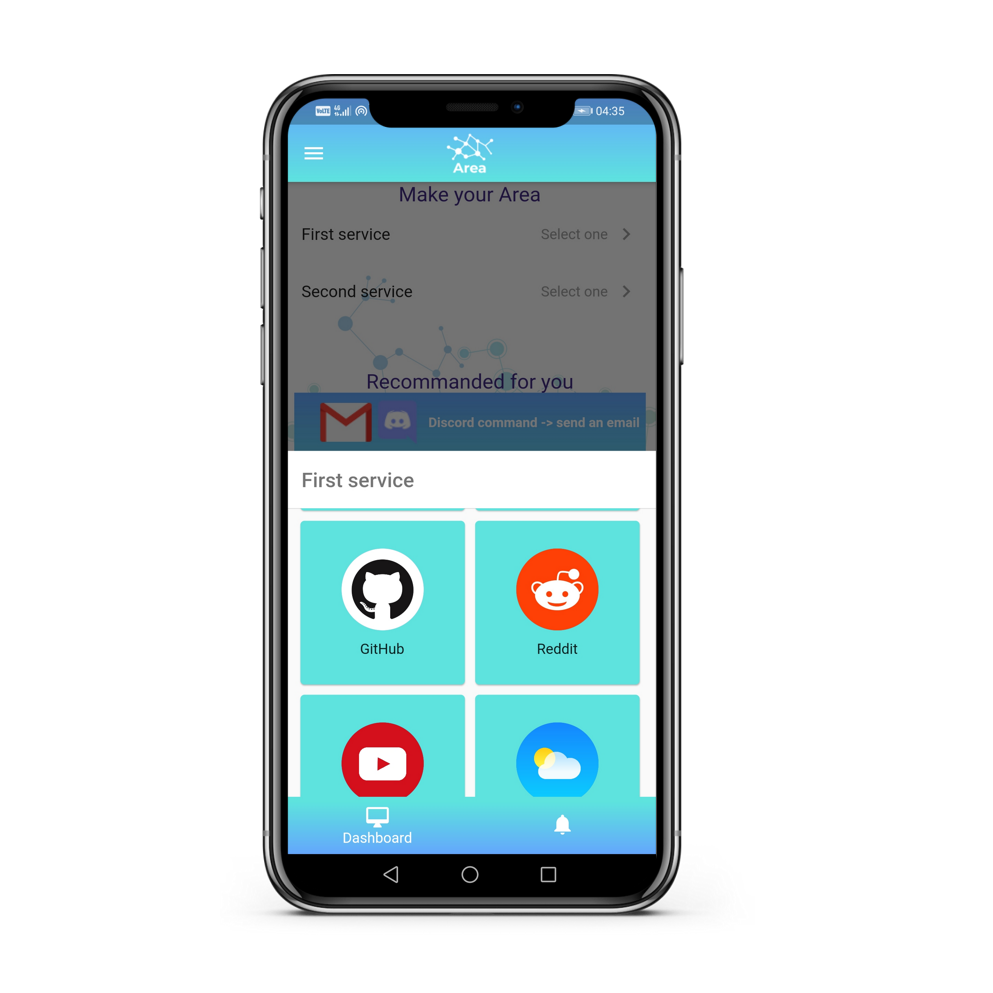 VoLTE 4G 04:35
Area
Make your Area
First service Select one
Second service Select one
Recommanded for you
Discord command -> send an email
First service
GitHub Reddit
Dashboard